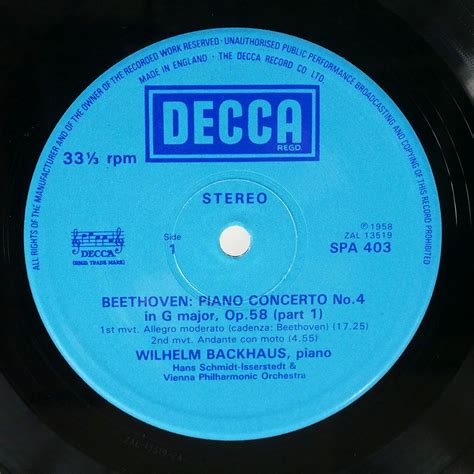 ALL RIGHTS OF THE MANUFACTURER AND OF THE OWNER OF THE RECORDED WORK RESERVED · UNAUTHORISED PUBLIC PERFORMANCE BROADCASTING AND COPYING OF THIS RECORD PROHIBITED
MADE IN ENGLAND · THE DECCA RECORD CO LTD.
DECCA
REGD.
33⅓ rpm
STEREO
Side
1
℗ 1958
ZAL 13519
SPA 403
DECCA
(REGD. TRADE MARK)
BEETHOVEN: PIANO CONCERTO No.4
in G major, Op.58 (part 1)
1st mvt. Allegro moderato (cadenza: Beethoven) (17.25)
2nd mvt. Andante con moto (4.55)
WILHELM BACKHAUS, piano
Hans Schmidt-Isserstedt &
Vienna Philharmonic Orchestra